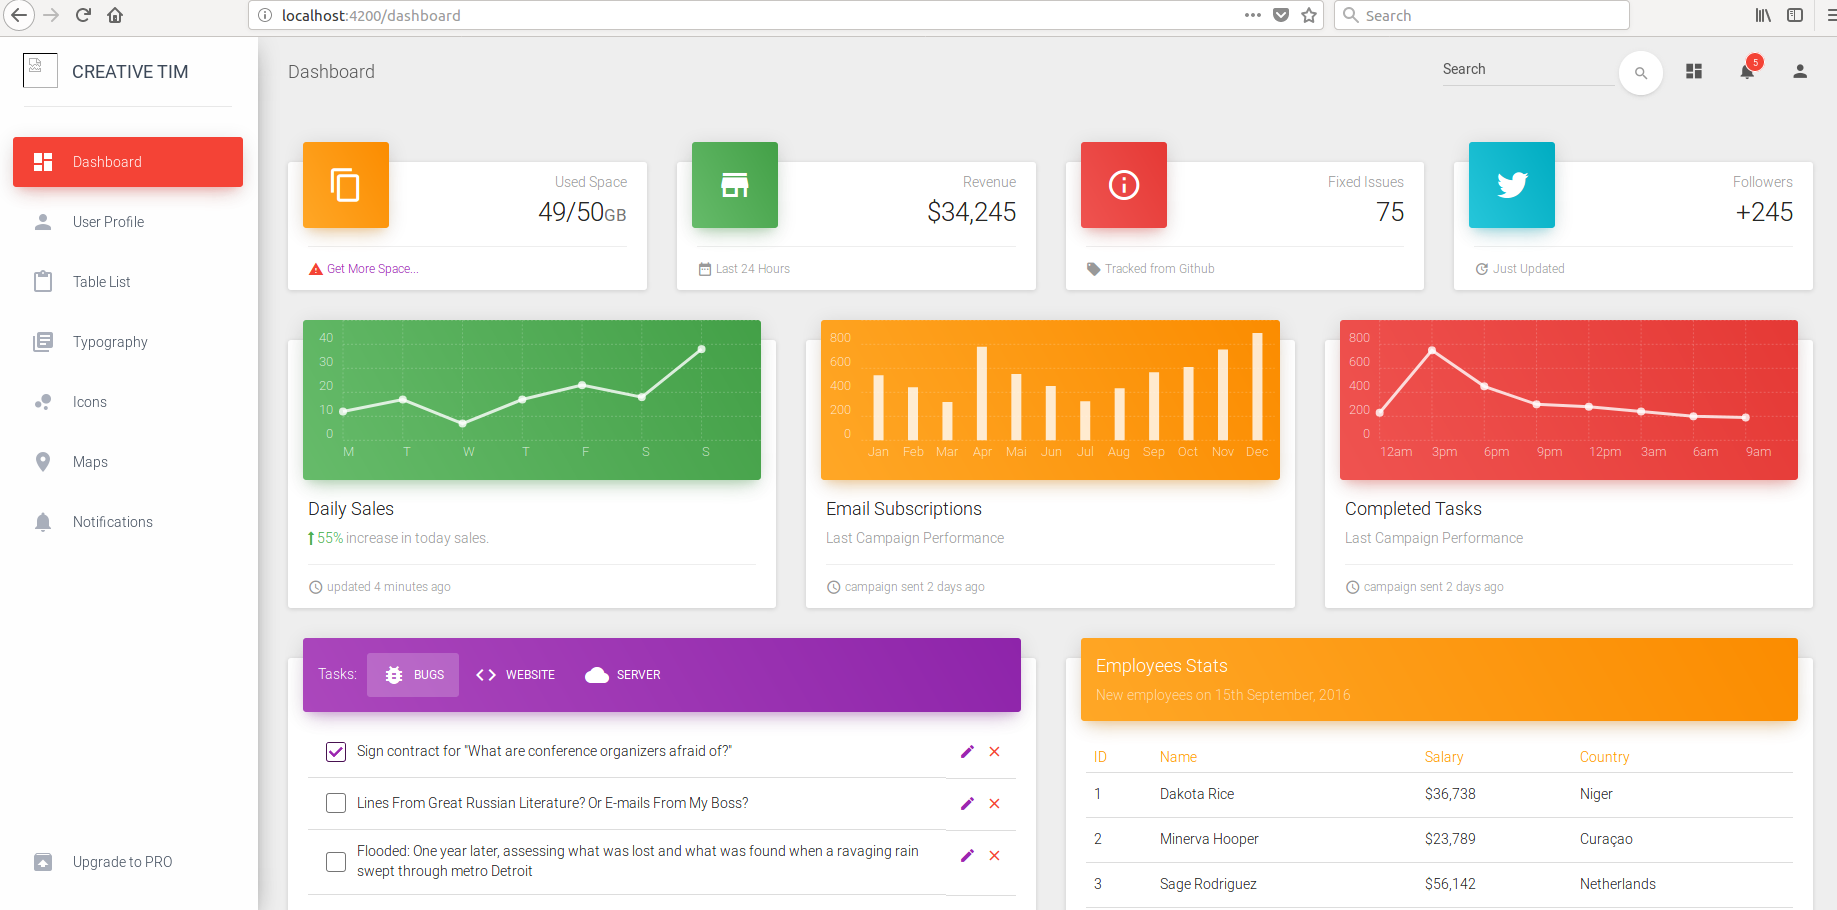 localhost:4200/dashboard
Search
CREATIVE TIM
Dashboard
User Profile
Table List
Typography
Icons
Maps
Notifications
Upgrade to PRO
Dashboard
Search
5
Used Space
49/50GB
Get More Space...
Revenue
$34,245
Last 24 Hours
Fixed Issues
75
Tracked from Github
Followers
+245
Just Updated
40
30
20
10
0
M T W T F S S
Daily Sales
55% increase in today sales.
updated 4 minutes ago
800
600
400
200
0
Jan Feb Mar Apr Mai Jun Jul Aug Sep Oct Nov Dec
Email Subscriptions
Last Campaign Performance
campaign sent 2 days ago
800
600
400
200
0
12am 3pm 6pm 9pm 12pm 3am 6am 9am
Completed Tasks
Last Campaign Performance
campaign sent 2 days ago
Tasks: BUGS WEBSITE SERVER
Sign contract for "What are conference organizers afraid of?"
Lines From Great Russian Literature? Or E-mails From My Boss?
Flooded: One year later, assessing what was lost and what was found when a ravaging rain
swept through metro Detroit
Employees Stats
New employees on 15th September, 2016
ID Name Salary Country
1 Dakota Rice $36,738 Niger
2 Minerva Hooper $23,789 Curaçao
3 Sage Rodriguez $56,142 Netherlands